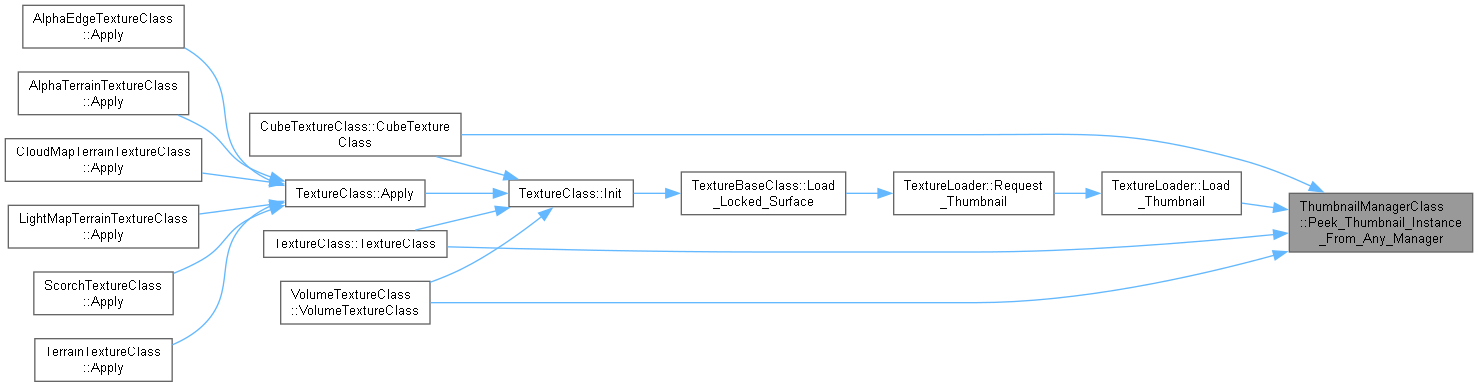 AlphaEdgeTextureClass
::Apply
AlphaTerrainTextureClass
::Apply
CloudMapTerrainTextureClass
::Apply
LightMapTerrainTextureClass
::Apply
ScorchTextureClass
::Apply
TerrainTextureClass
::Apply
TextureClass::Apply
CubeTextureClass::CubeTexture
Class
TextureClass::TextureClass
VolumeTextureClass
::VolumeTextureClass
TextureClass::Init
TextureBaseClass::Load
_Locked_Surface
TextureLoader::Request
_Thumbnail
TextureLoader::Load
_Thumbnail
ThumbnailManagerClass
::Peek_Thumbnail_Instance
_From_Any_Manager